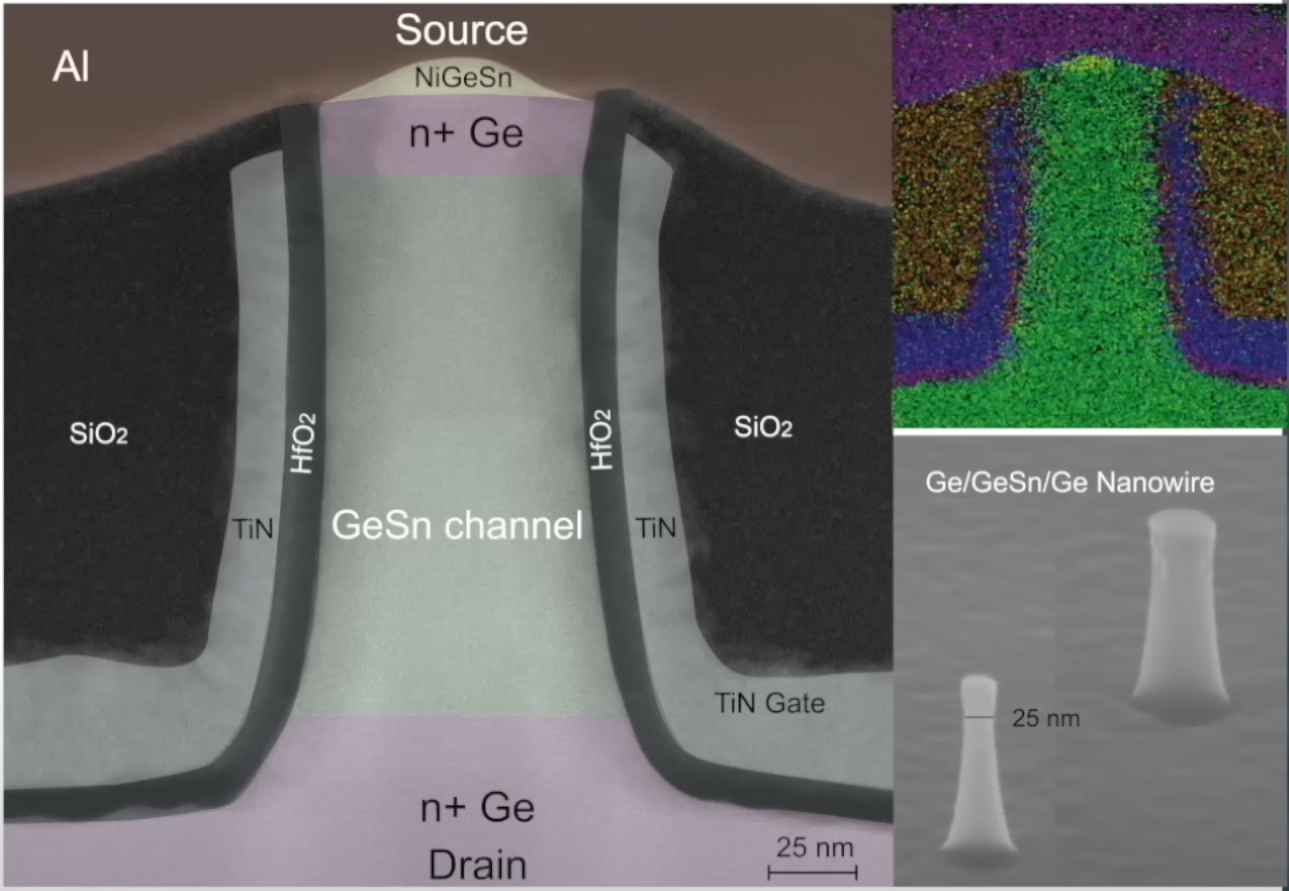 Source
Al
NiGeSn
n+ Ge
SiO2
HfO2
HfO2
SiO2
TiN
GeSn channel
TiN
TiN Gate
n+ Ge
Drain
25 nm
Ge/GeSn/Ge Nanowire
25 nm